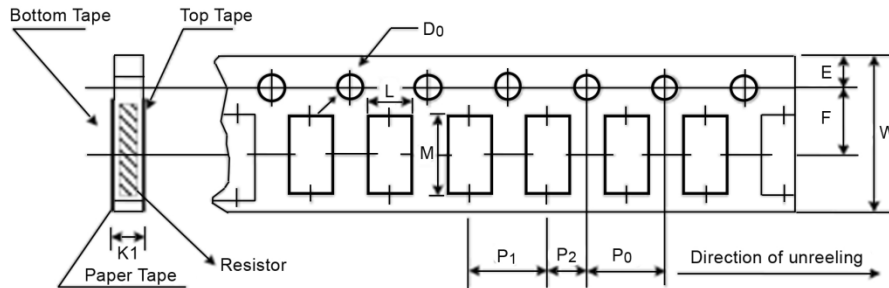 Bottom Tape
Top Tape
D0
E
L
F
W
M
K1
Resistor
Paper Tape
P1
P2
P0
Direction of unreeling